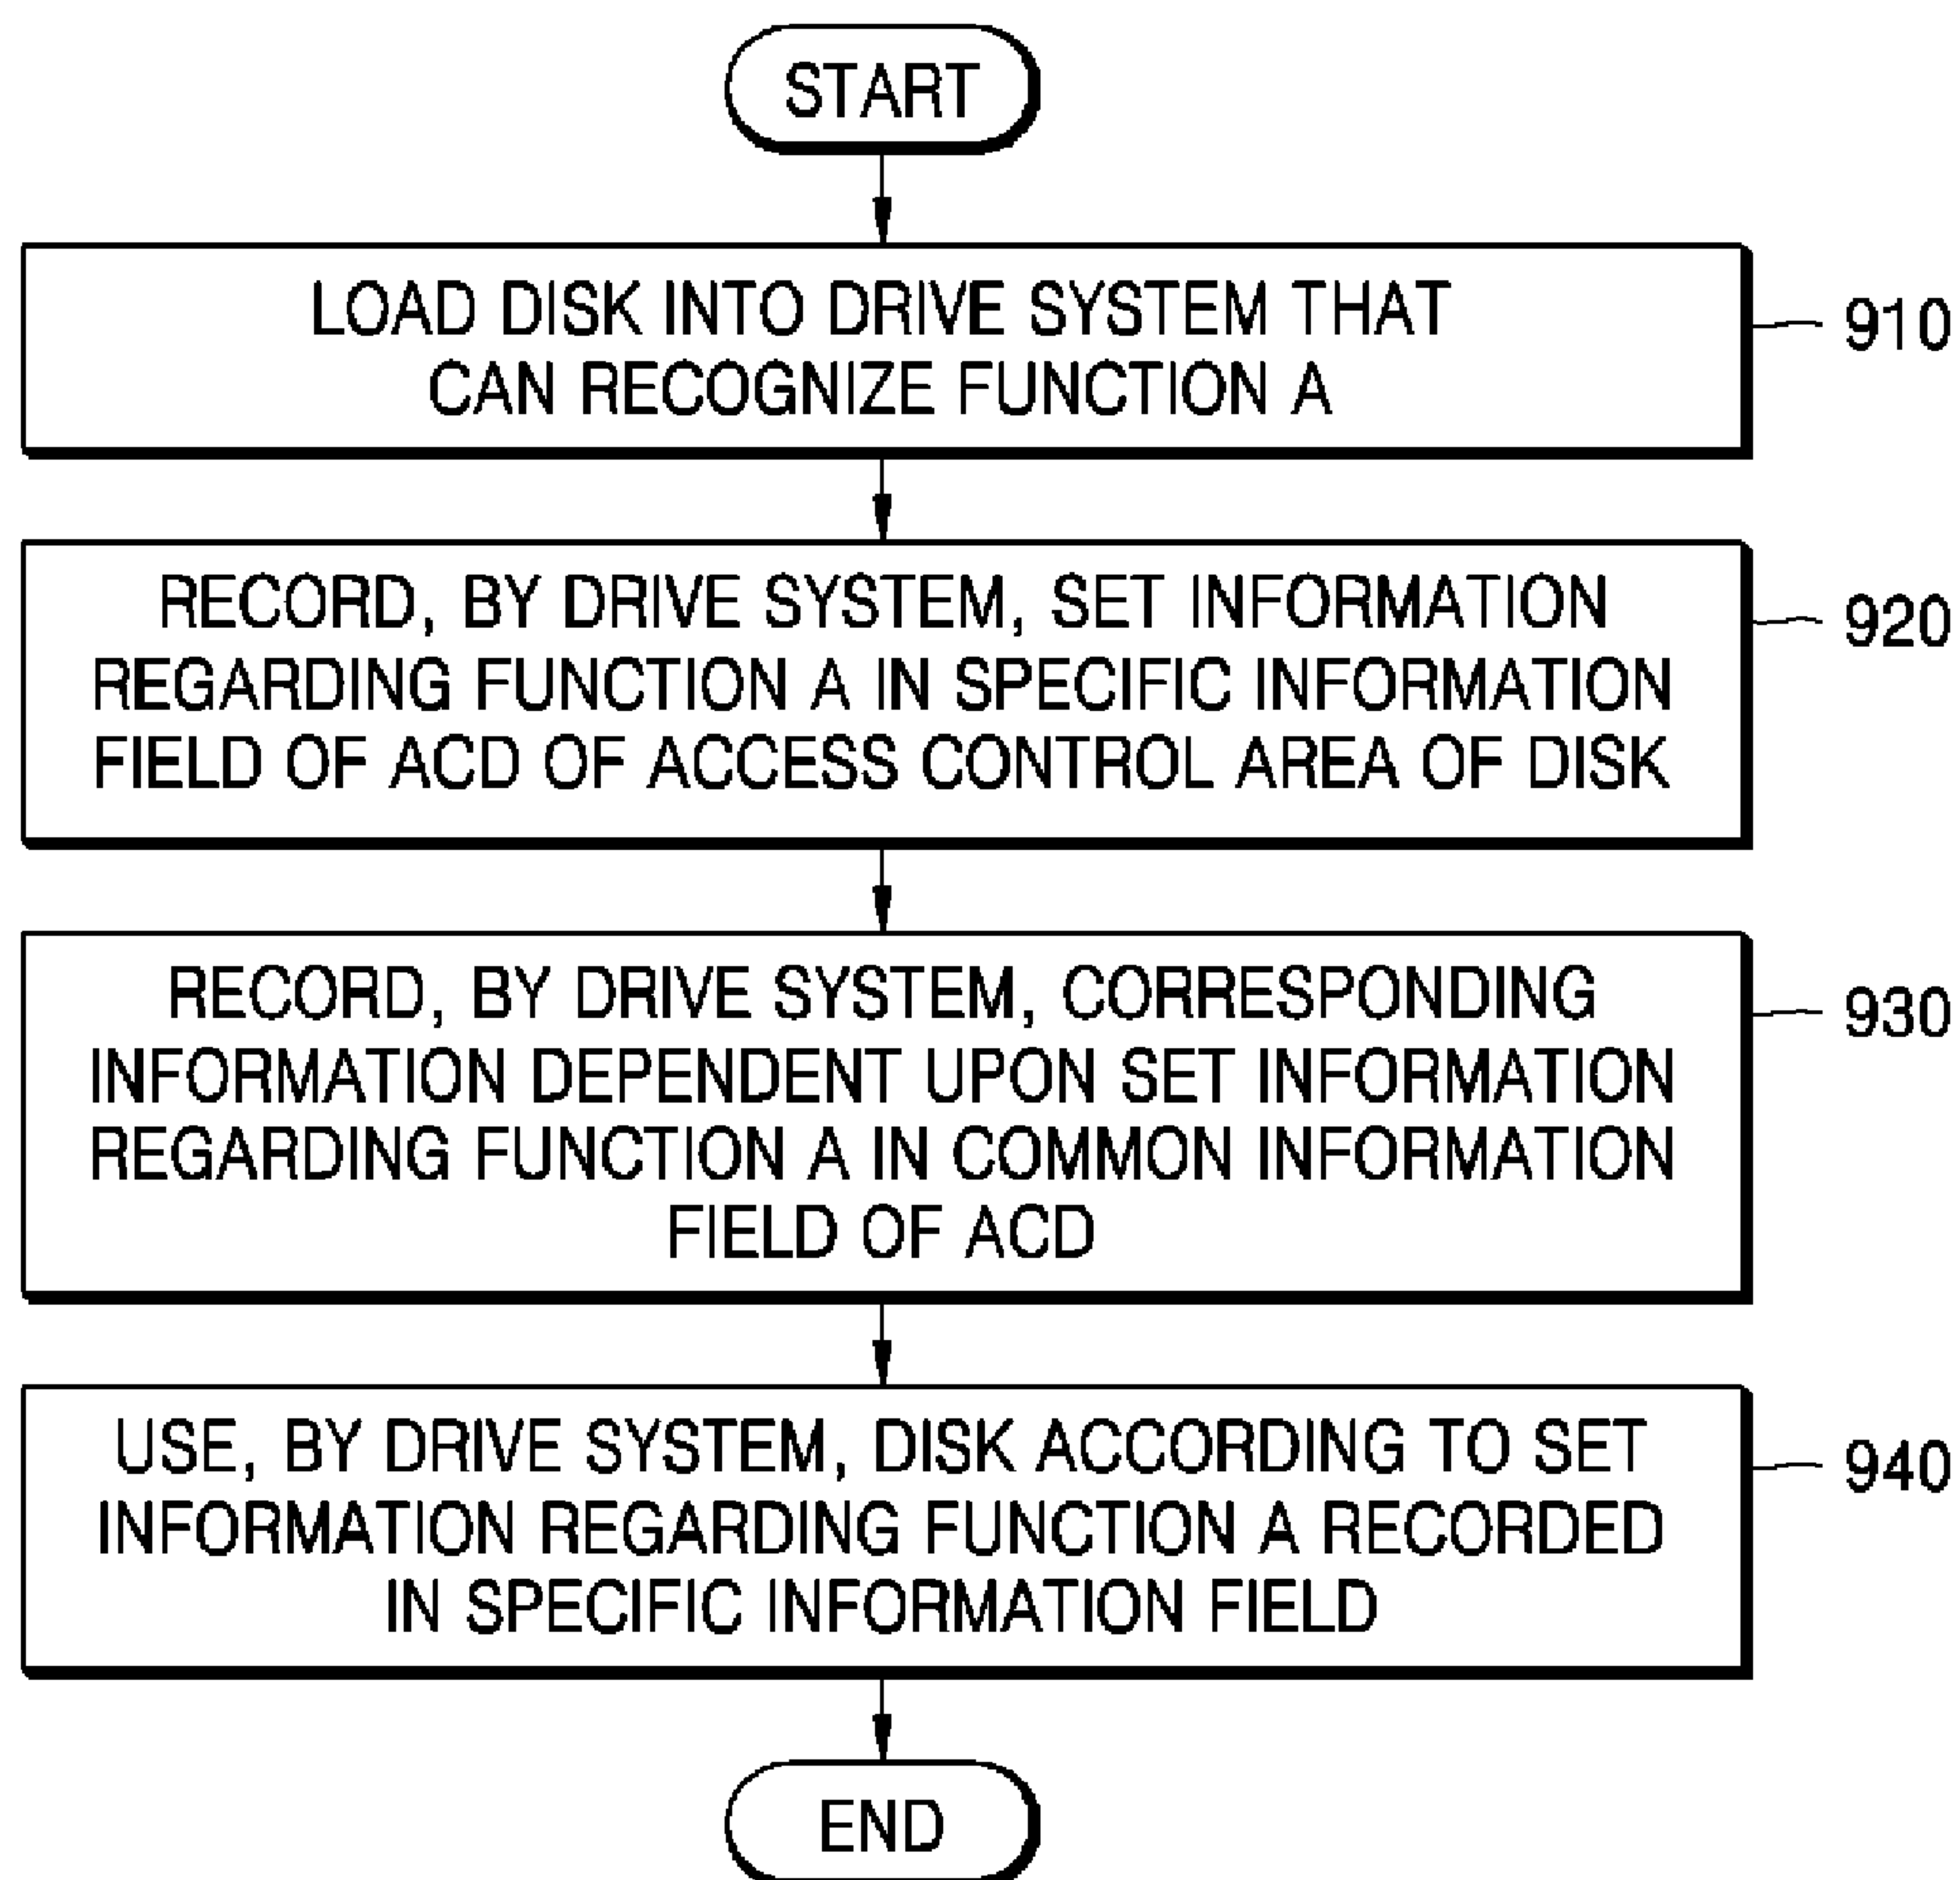 START
LOAD DISK INTO DRIVE SYSTEM THAT
CAN RECOGNIZE FUNCTION A
910
RECORD, BY DRIVE SYSTEM, SET INFORMATION
REGARDING FUNCTION A IN SPECIFIC INFORMATION
FIELD OF ACD OF ACCESS CONTROL AREA OF DISK
920
RECORD, BY DRIVE SYSTEM, CORRESPONDING
INFORMATION DEPENDENT UPON SET INFORMATION
REGARDING FUNCTION A IN COMMON INFORMATION
FIELD OF ACD
930
USE, BY DRIVE SYSTEM, DISK ACCORDING TO SET
INFORMATION REGARDING FUNCTION A RECORDED
IN SPECIFIC INFORMATION FIELD
940
END